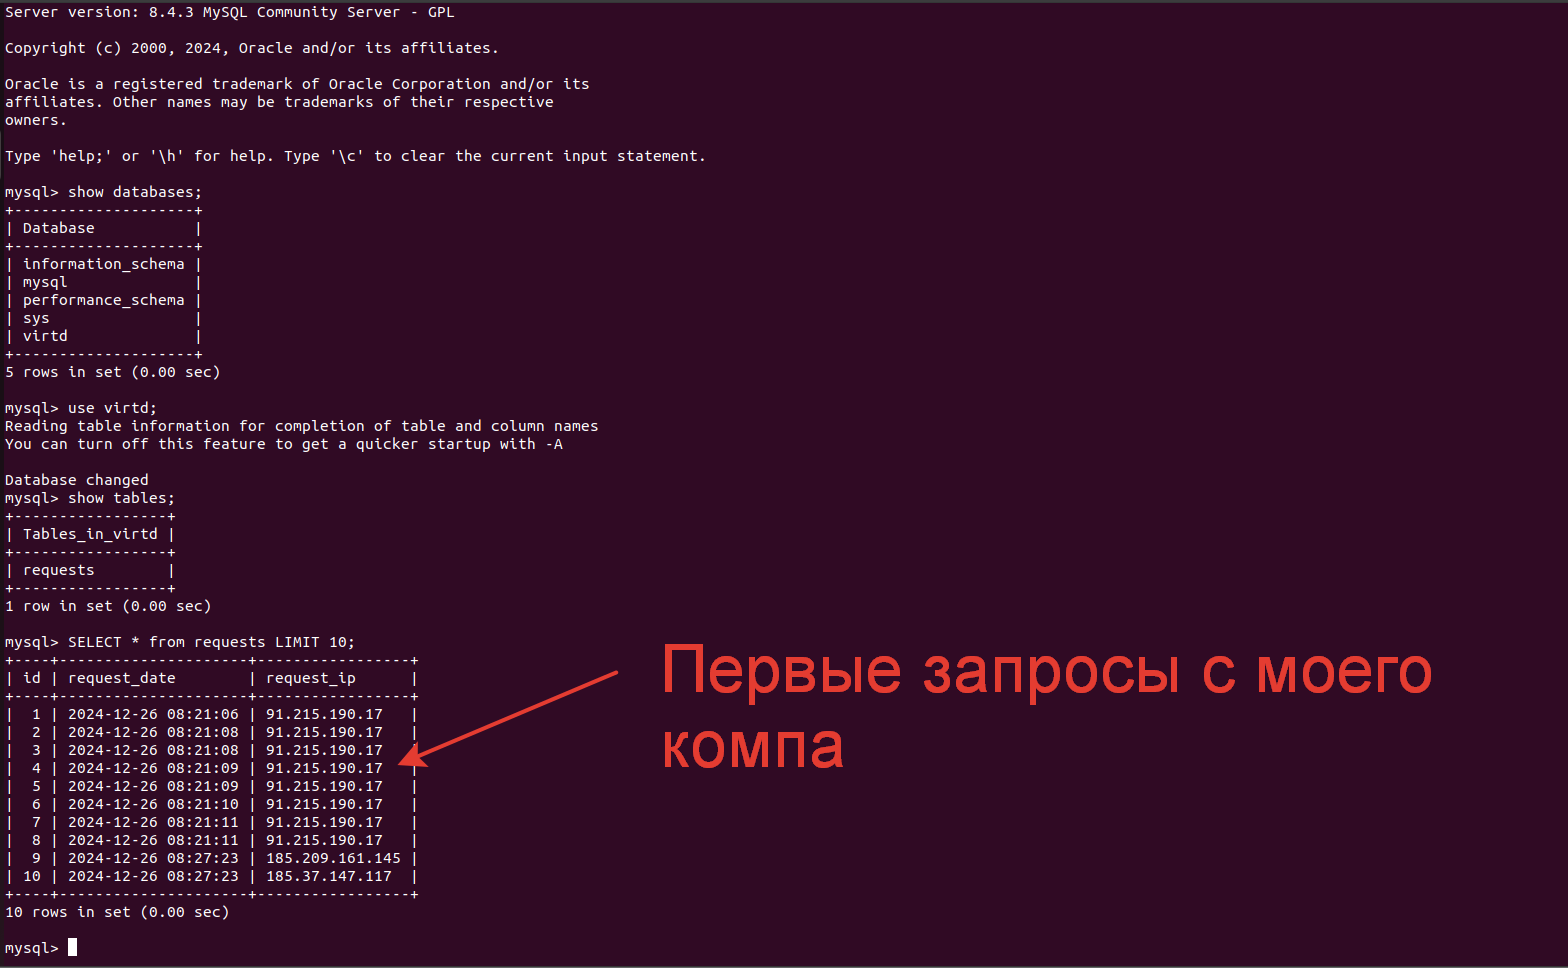 Server version: 8.4.3 MySQL Community Server - GPL
Copyright (c) 2000, 2024, Oracle and/or its affiliates.
Oracle is a registered trademark of Oracle Corporation and/or its
affiliates. Other names may be trademarks of their respective
owners.
Type 'help;' or '\h' for help. Type '\c' to clear the current input statement.
mysql> show databases;
+--------------------+
| Database           |
+--------------------+
| information_schema |
| mysql              |
| performance_schema |
| sys                |
| virtd              |
+--------------------+
5 rows in set (0.00 sec)
mysql> use virtd;
Reading table information for completion of table and column names
You can turn off this feature to get a quicker startup with -A
Database changed
mysql> show tables;
+-----------------+
| Tables_in_virtd |
+-----------------+
| requests        |
+-----------------+
1 row in set (0.00 sec)
mysql> SELECT * from requests LIMIT 10;
+----+---------------------+-----------------+
| id | request_date        | request_ip      |
+----+---------------------+-----------------+
|  1 | 2024-12-26 08:21:06 | 91.215.190.17   |
|  2 | 2024-12-26 08:21:08 | 91.215.190.17   |
|  3 | 2024-12-26 08:21:08 | 91.215.190.17   |
|  4 | 2024-12-26 08:21:09 | 91.215.190.17   |
|  5 | 2024-12-26 08:21:09 | 91.215.190.17   |
|  6 | 2024-12-26 08:21:10 | 91.215.190.17   |
|  7 | 2024-12-26 08:21:11 | 91.215.190.17   |
|  8 | 2024-12-26 08:21:11 | 91.215.190.17   |
|  9 | 2024-12-26 08:27:23 | 185.209.161.145 |
| 10 | 2024-12-26 08:27:23 | 185.37.147.117  |
+----+---------------------+-----------------+
10 rows in set (0.00 sec)
mysql>
Первые запросы с моего
компа